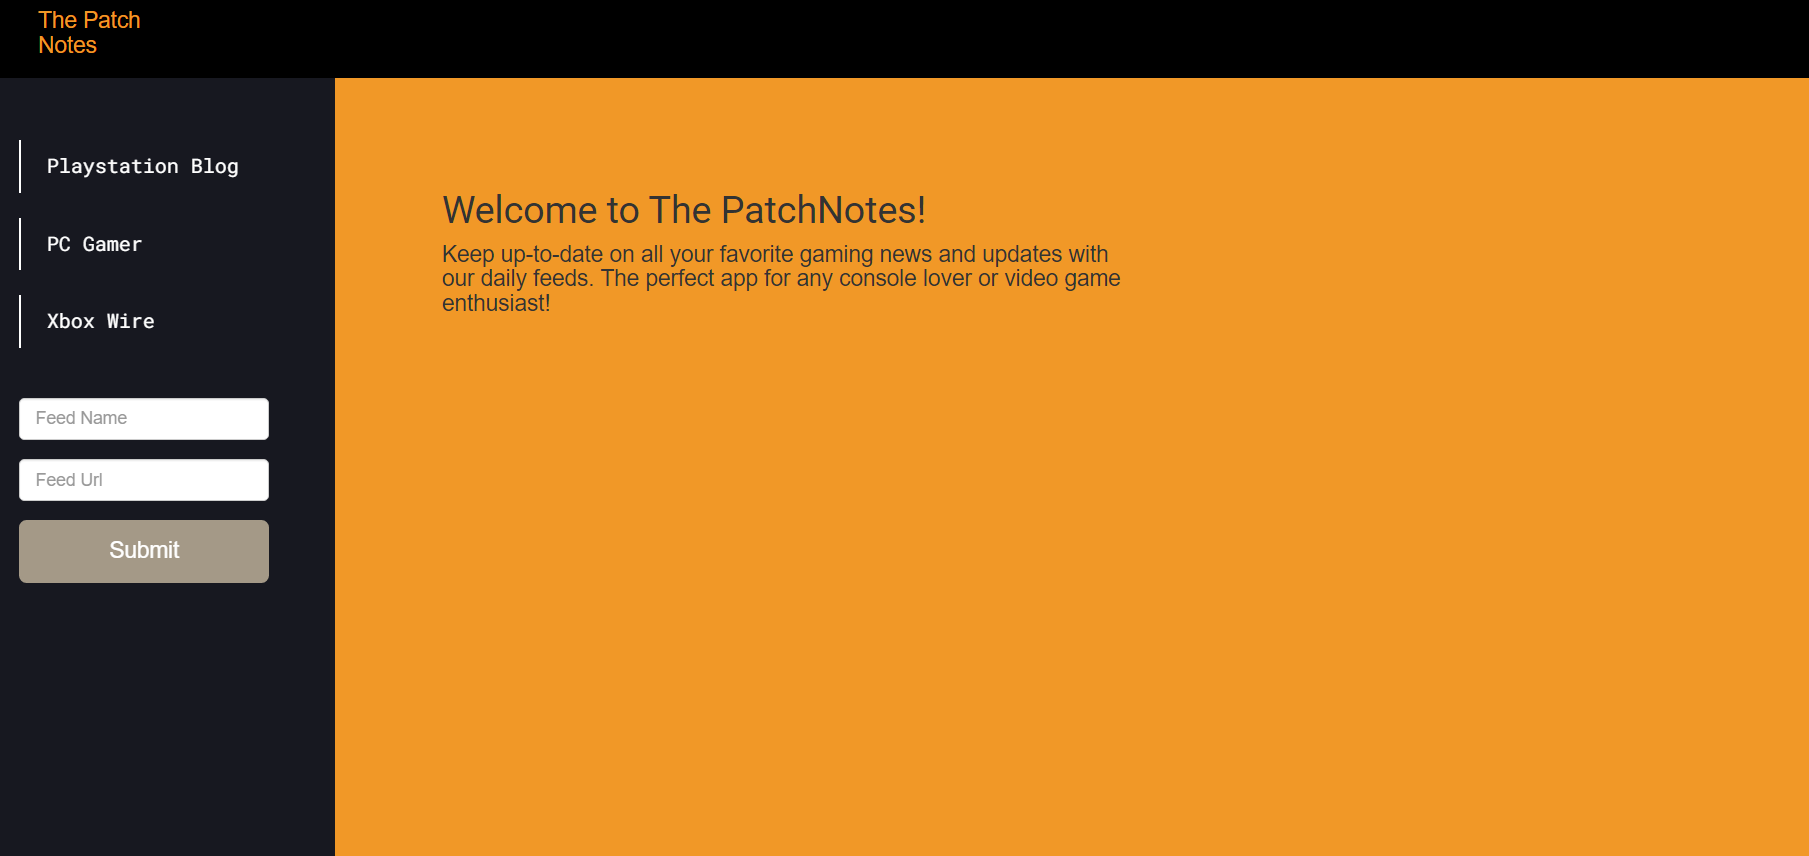 The Patch
Notes
Playstation Blog
PC Gamer
Xbox Wire
Feed Name
Feed Url
Submit
Welcome to The PatchNotes!
Keep up-to-date on all your favorite gaming news and updates with
our daily feeds. The perfect app for any console lover or video game
enthusiast!